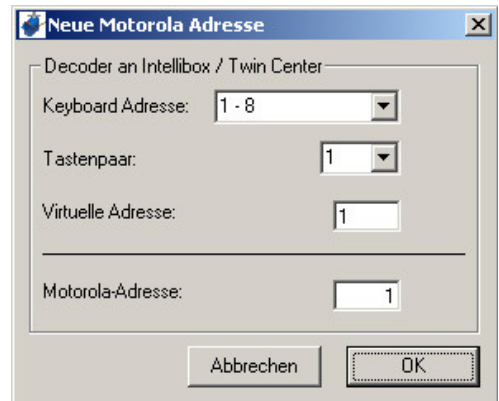 Neue Motorola Adresse
Decoder an Intellibox / Twin Center
Keyboard Adresse: 1 - 8
Tastenpaar: 1
Virtuelle Adresse: 1
Motorola-Adresse: 1
Abbrechen OK